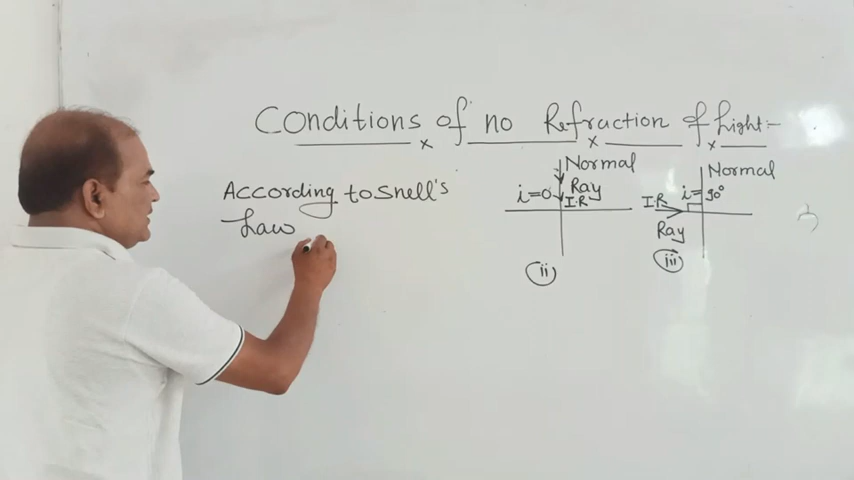 Conditions of no Refraction of Light:-
According to Snell's
Law
Normal
i=0
Ray
I.R
ii
Normal
i=90°
I.R
Ray
iii